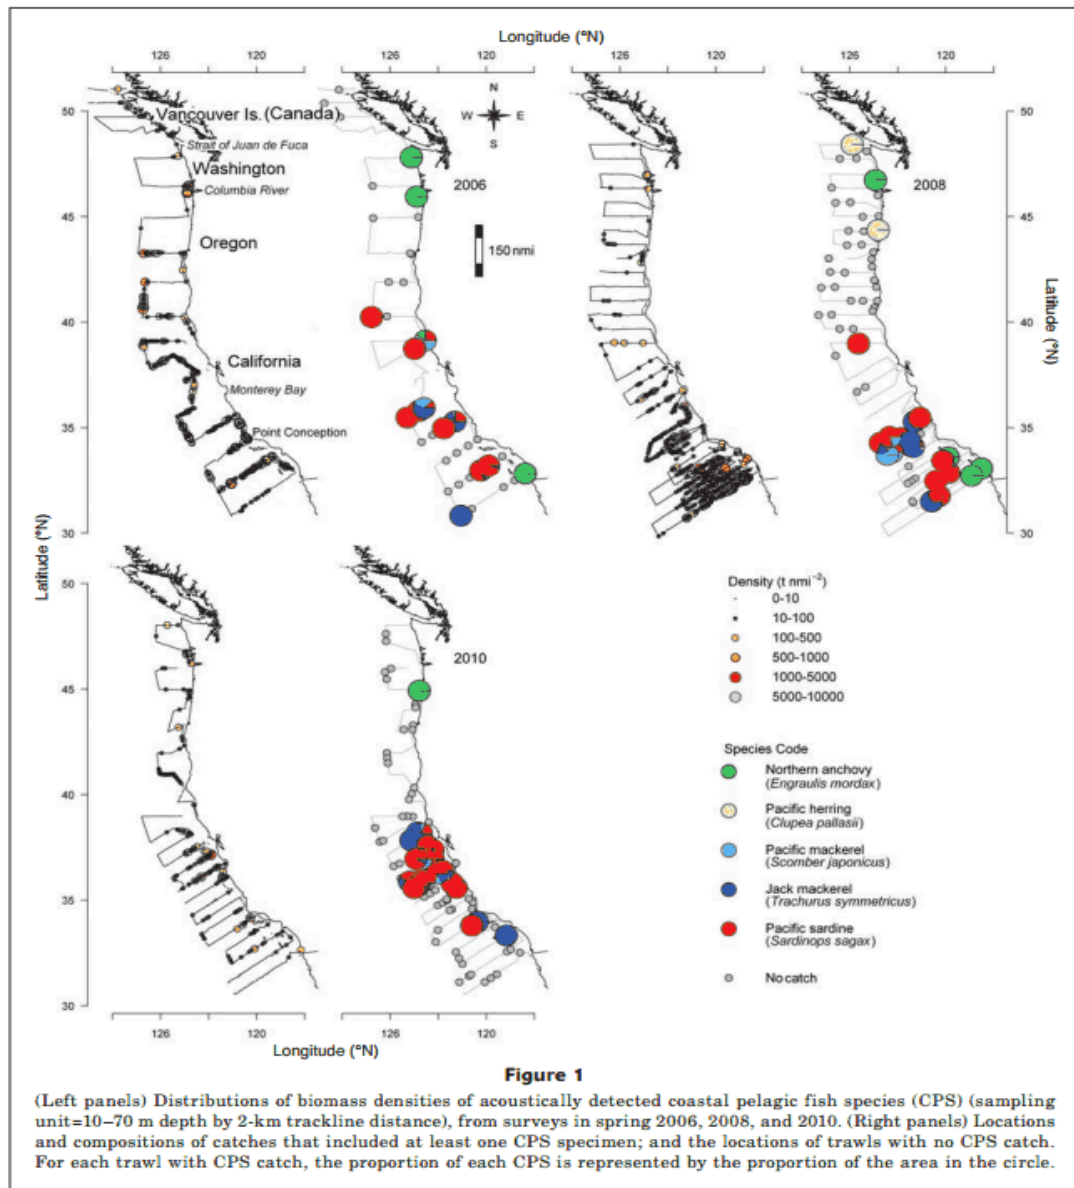 Longitude (°N)
126 120 126 120 126 120 126 120
N
W E
S
50
Vancouver Is. (Canada)
Strait of Juan de Fuca
Washington
Columbia River
2006
2008
45
Oregon
150 nmi
40
California
Monterey Bay
35
Point Conception
30
50
45
Latitude (°N)
40
35
30
Latitude (°N)
50
2010
45
40
35
30
126 120 126 120
Longitude (°N)
Density (t nmi⁻²)
0-10
10-100
100-500
500-1000
1000-5000
5000-10000
Species Code
Northern anchovy
(Engraulis mordax)
Pacific herring
(Clupea pallasii)
Pacific mackerel
(Scomber japonicus)
Jack mackerel
(Trachurus symmetricus)
Pacific sardine
(Sardinops sagax)
No catch
Figure 1
(Left panels) Distributions of biomass densities of acoustically detected coastal pelagic fish species (CPS) (sampling
unit=10–70 m depth by 2-km trackline distance), from surveys in spring 2006, 2008, and 2010. (Right panels) Locations
and compositions of catches that included at least one CPS specimen; and the locations of trawls with no CPS catch.
For each trawl with CPS catch, the proportion of each CPS is represented by the proportion of the area in the circle.